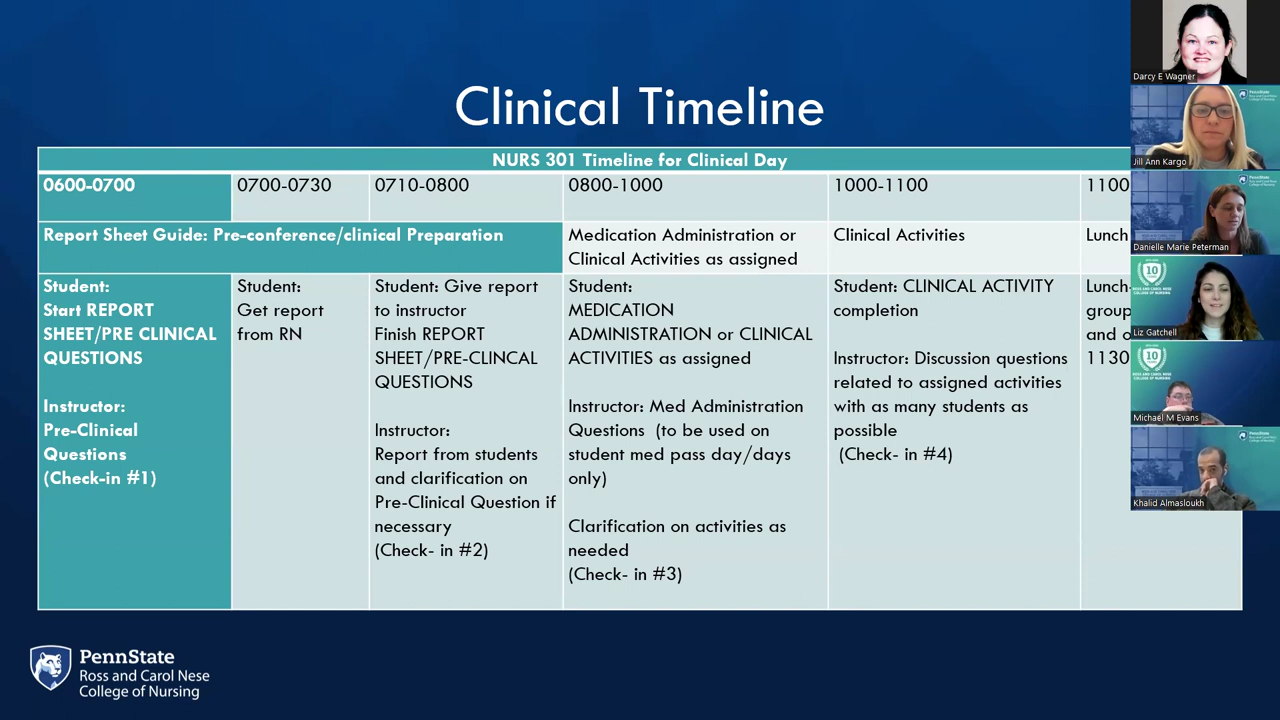 Clinical Timeline
NURS 301 Timeline for Clinical Day
0600-0700
0700-0730
0710-0800
0800-1000
1000-1100
1100
Report Sheet Guide: Pre-conference/clinical Preparation
Medication Administration or
Clinical Activities as assigned
Clinical Activities
Lunch
Student:
Start REPORT
SHEET/PRE CLINICAL
QUESTIONS
Instructor:
Pre-Clinical
Questions
(Check-in #1)
Student:
Get report
from RN
Student: Give report
to instructor
Finish REPORT
SHEET/PRE-CLINCAL
QUESTIONS
Instructor:
Report from students
and clarification on
Pre-Clinical Question if
necessary
(Check- in #2)
Student:
MEDICATION
ADMINISTRATION or CLINICAL
ACTIVITIES as assigned
Instructor: Med Administration
Questions (to be used on
student med pass day/days
only)
Clarification on activities as
needed
(Check- in #3)
Student: CLINICAL ACTIVITY
completion
Instructor: Discussion questions
related to assigned activities
with as many students as
possible
(Check- in #4)
Lunch
group
and
1130
Darcy E Wagner
Jill Ann Kargo
Danielle Marie Peterman
Liz Gatchell
Michael M Evans
Khalid Almasloukh
PennState
Ross and Carol Nese
College of Nursing